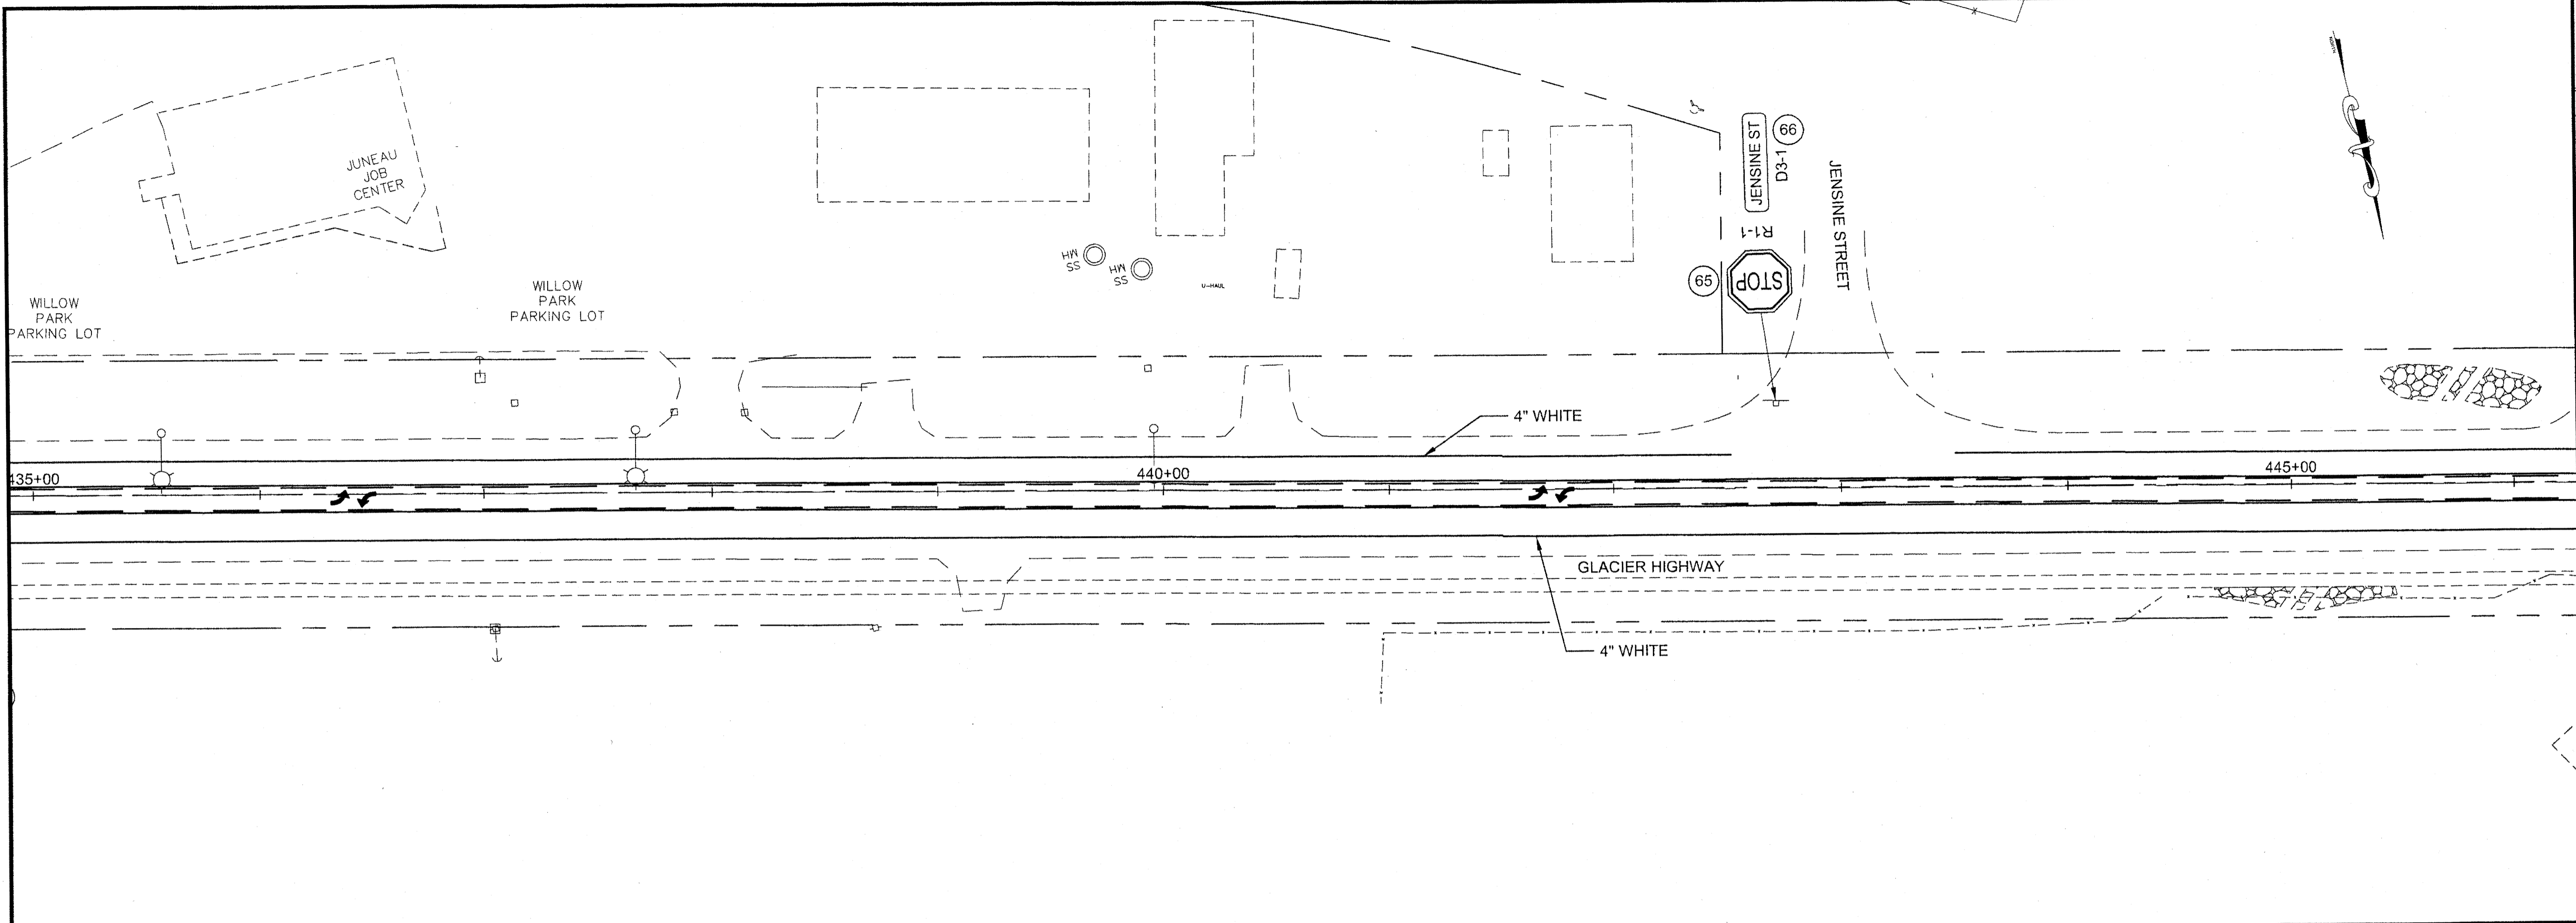 NORTH
JUNEAU
JOB
CENTER
JENSINE ST
66
D3-1
JENSINE STREET
R1-1
STOP
65
SS
MH
SS
MH
U-HAUL
WILLOW
PARK
PARKING LOT
WILLOW
PARK
PARKING LOT
4" WHITE
435+00
440+00
445+00
GLACIER HIGHWAY
4" WHITE